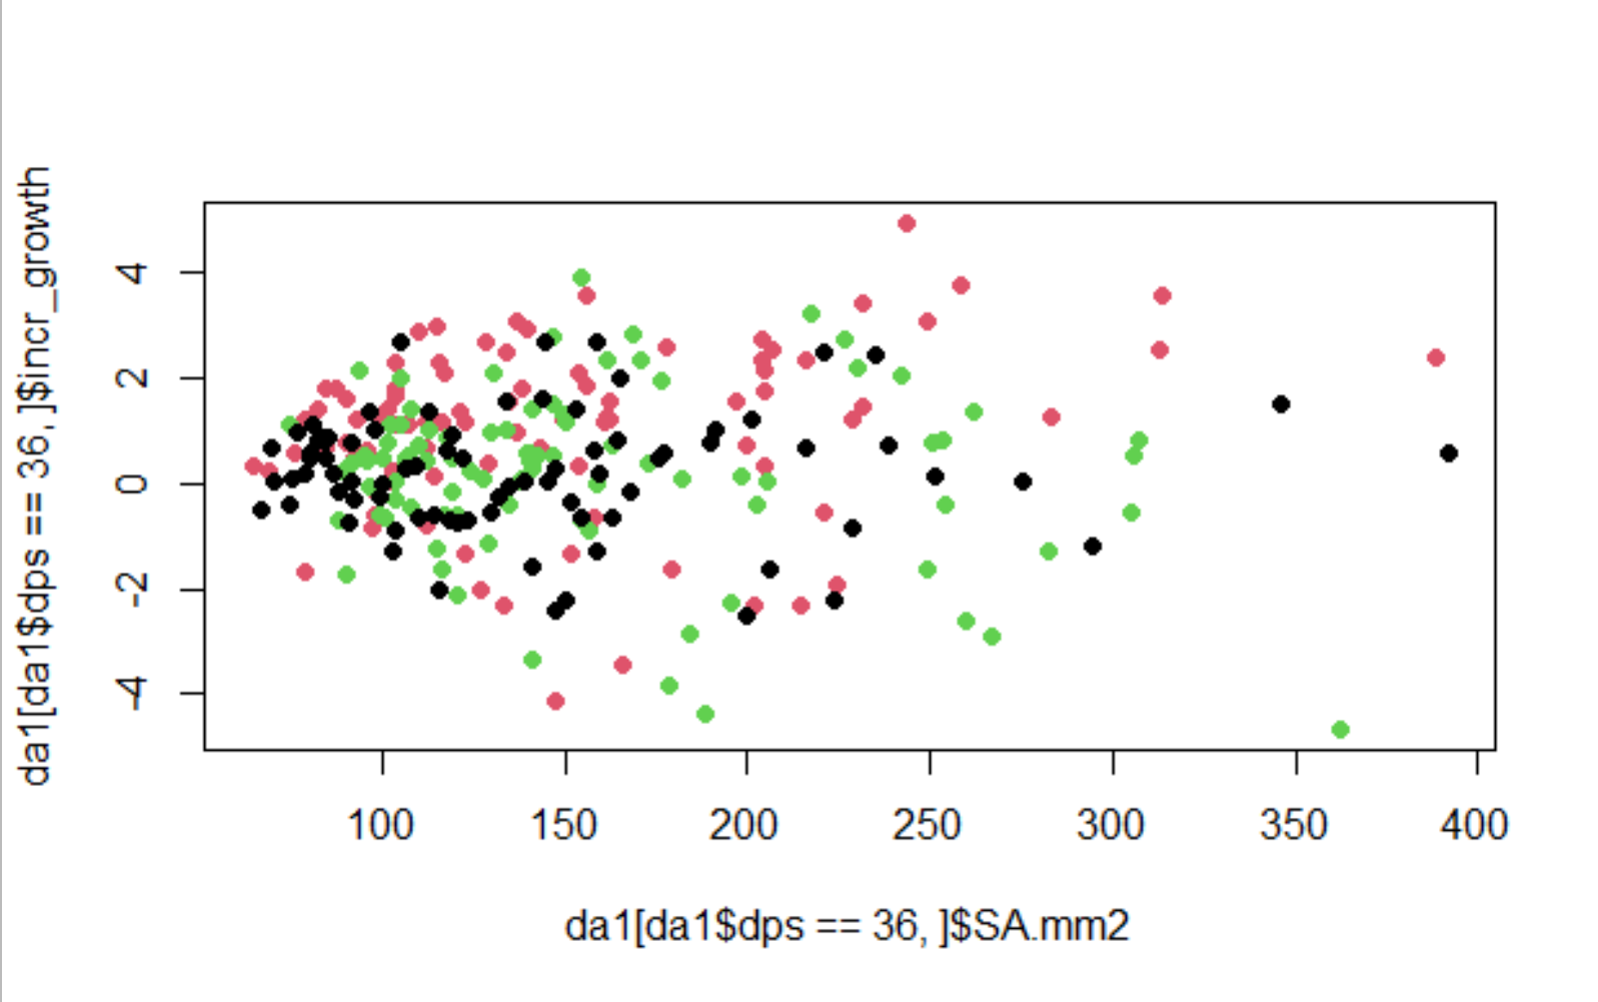 da1[da1$dps == 36, ]$incr_growth
4
2
0
-2
-4
100 150 200 250 300 350 400
da1[da1$dps == 36, ]$SA.mm2